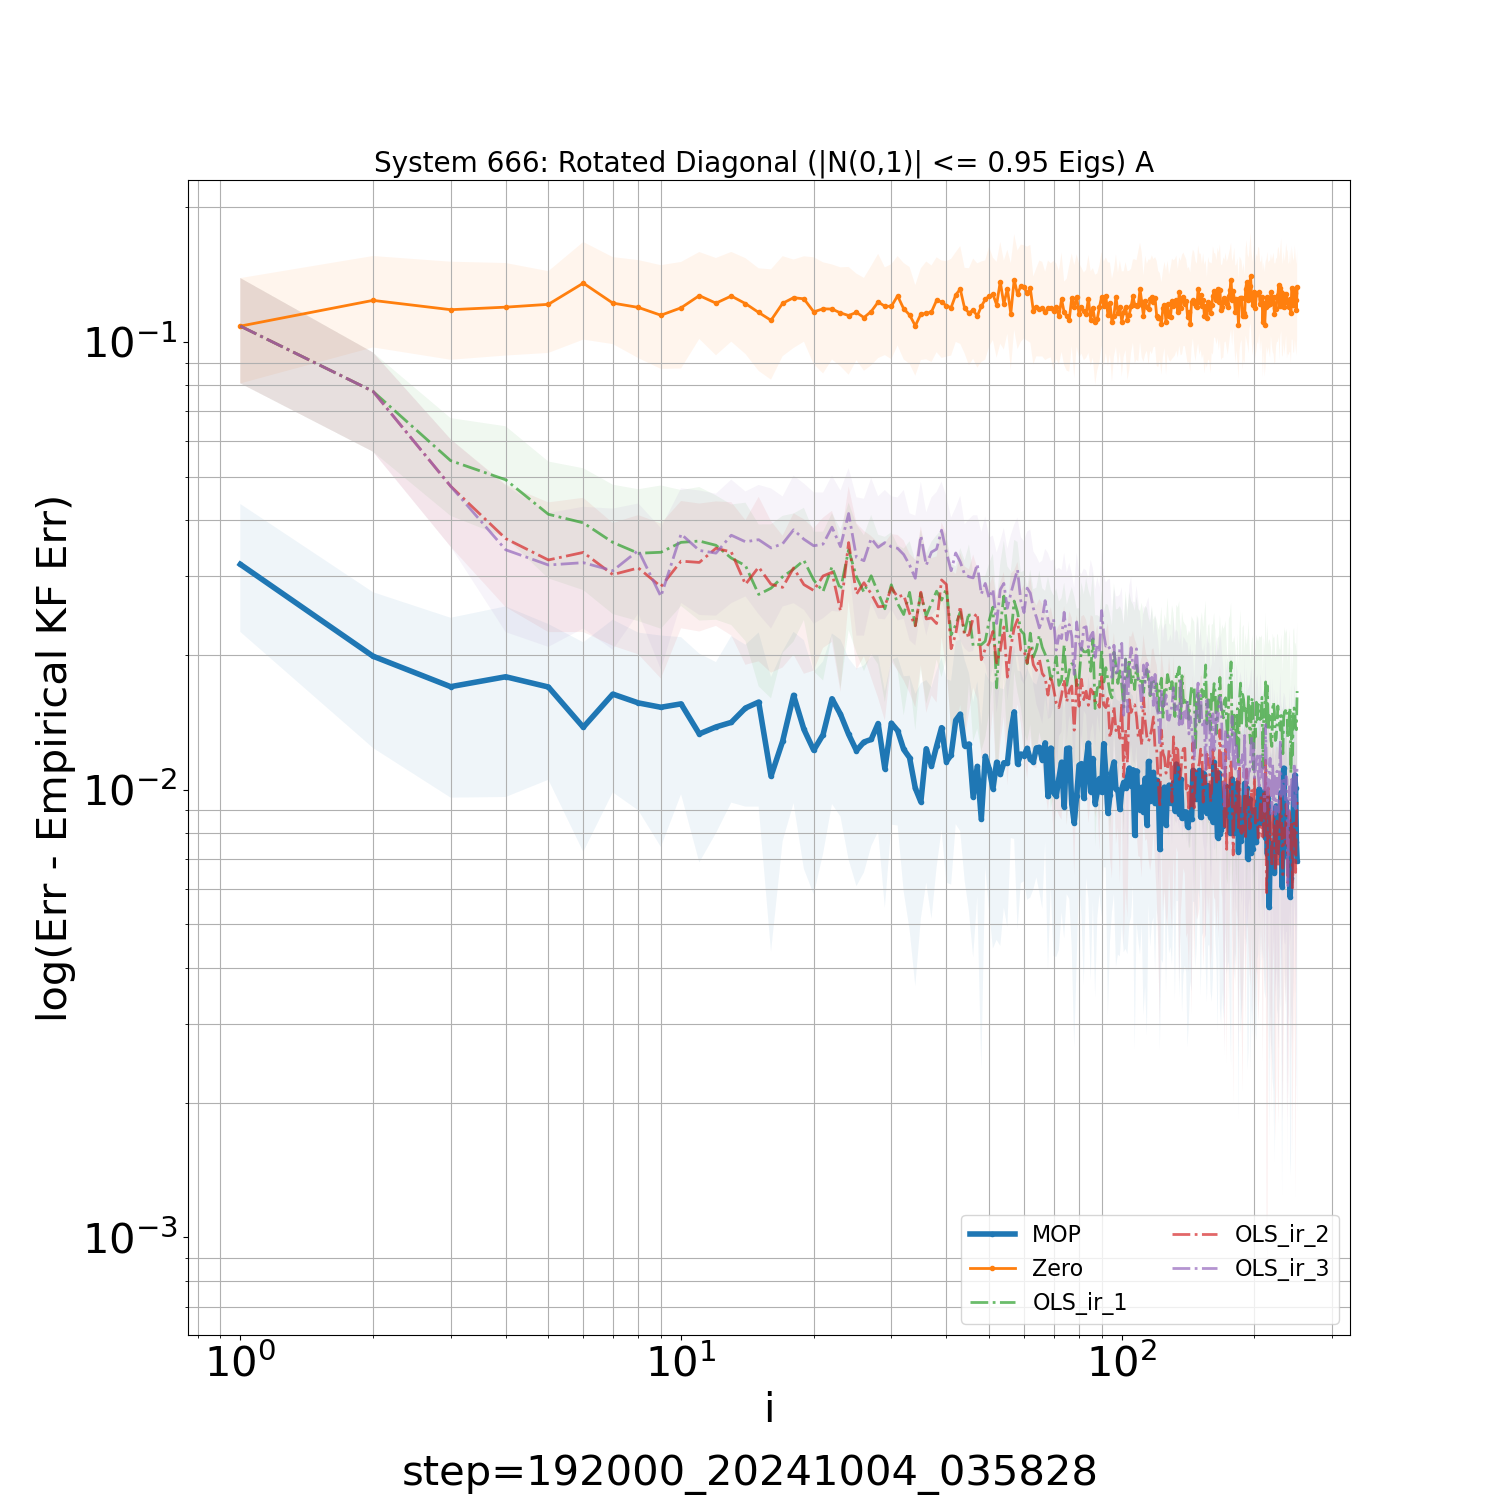 System 666: Rotated Diagonal (|N(0,1)| <= 0.95 Eigs) A
log(Err - Empirical KF Err)
10⁻¹
10⁻²
10⁻³
10⁰
10¹
10²
MOP
Zero
OLS_ir_1
OLS_ir_2
OLS_ir_3
i
step=192000_20241004_035828